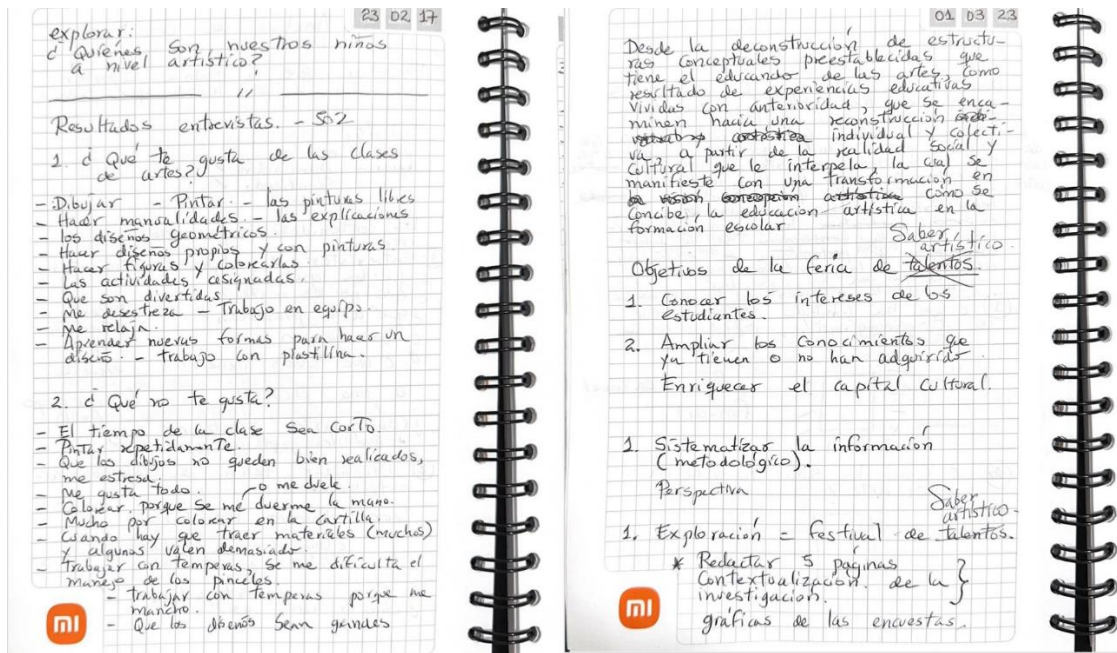 23 02 17
explorar:
¿Quiénes son nuestros niños
a nivel artístico?
//
Resultados entrevistas. - 502
1. ¿Qué te gusta de las clases
de artes?
- Dibujar - Pintar - las pinturas libres
- Hacer manualidades. - las explicaciones
- los diseños geométricos.
- Hacer diseños propios y con pinturas.
- Hacer figuras y colorearlas.
- Las actividades asignadas.
- Que son divertidas
- Me desestreza - Trabajo en equipo.
- Me relaja.
- Aprender nuevas formas para hacer un
diseño. - trabajo con plastilina.
2. ¿Qué no te gusta?
- El tiempo de la clase sea corto.
- Pintar repetidamente.
- Que los dibujos no queden bien realizados,
me estresa.
- Me gusta todo. o me duele.
- Colorear porque se me duerme la mano.
- Mucho por colorear en la cartilla.
- Cuando hay que traer materiales (muchos)
y algunos valen demasiado.
- Trabajar con temperas, se me dificulta el
manejo de los pinceles.
- trabajar con temperas porque me
mancho.
- Que los diseños sean grandes
mi
01 03 23
Desde la deconstrucción de estructu-
ras conceptuales preestablecidas que
tiene el educando de las artes, como
resultado de experiencias educativas
vividas con anterioridad, que se enca-
minen hacia una reconstrucción
artística individual y colecti-
va, a partir de la realidad social y
cultural que le interpela, la cual se
manifieste con una transformación en
la visión concepción artística como se
concibe, la educación artística en la
formación escolar
Saber
artístico.
Objetivos de la feria de talentos.
1. Conocer los intereses de los
estudiantes.
2. Ampliar los conocimientos que
ya tienen o no han adquirido
Enriquecer el capital cultural.
1. Sistematizar la información
(metodológico).
Perspectiva
Saber
artístico.
1. Exploración = festival de talentos.
* Redactar 5 páginas
Contextualización de la
investigación.
gráficas de las encuestas.
mi